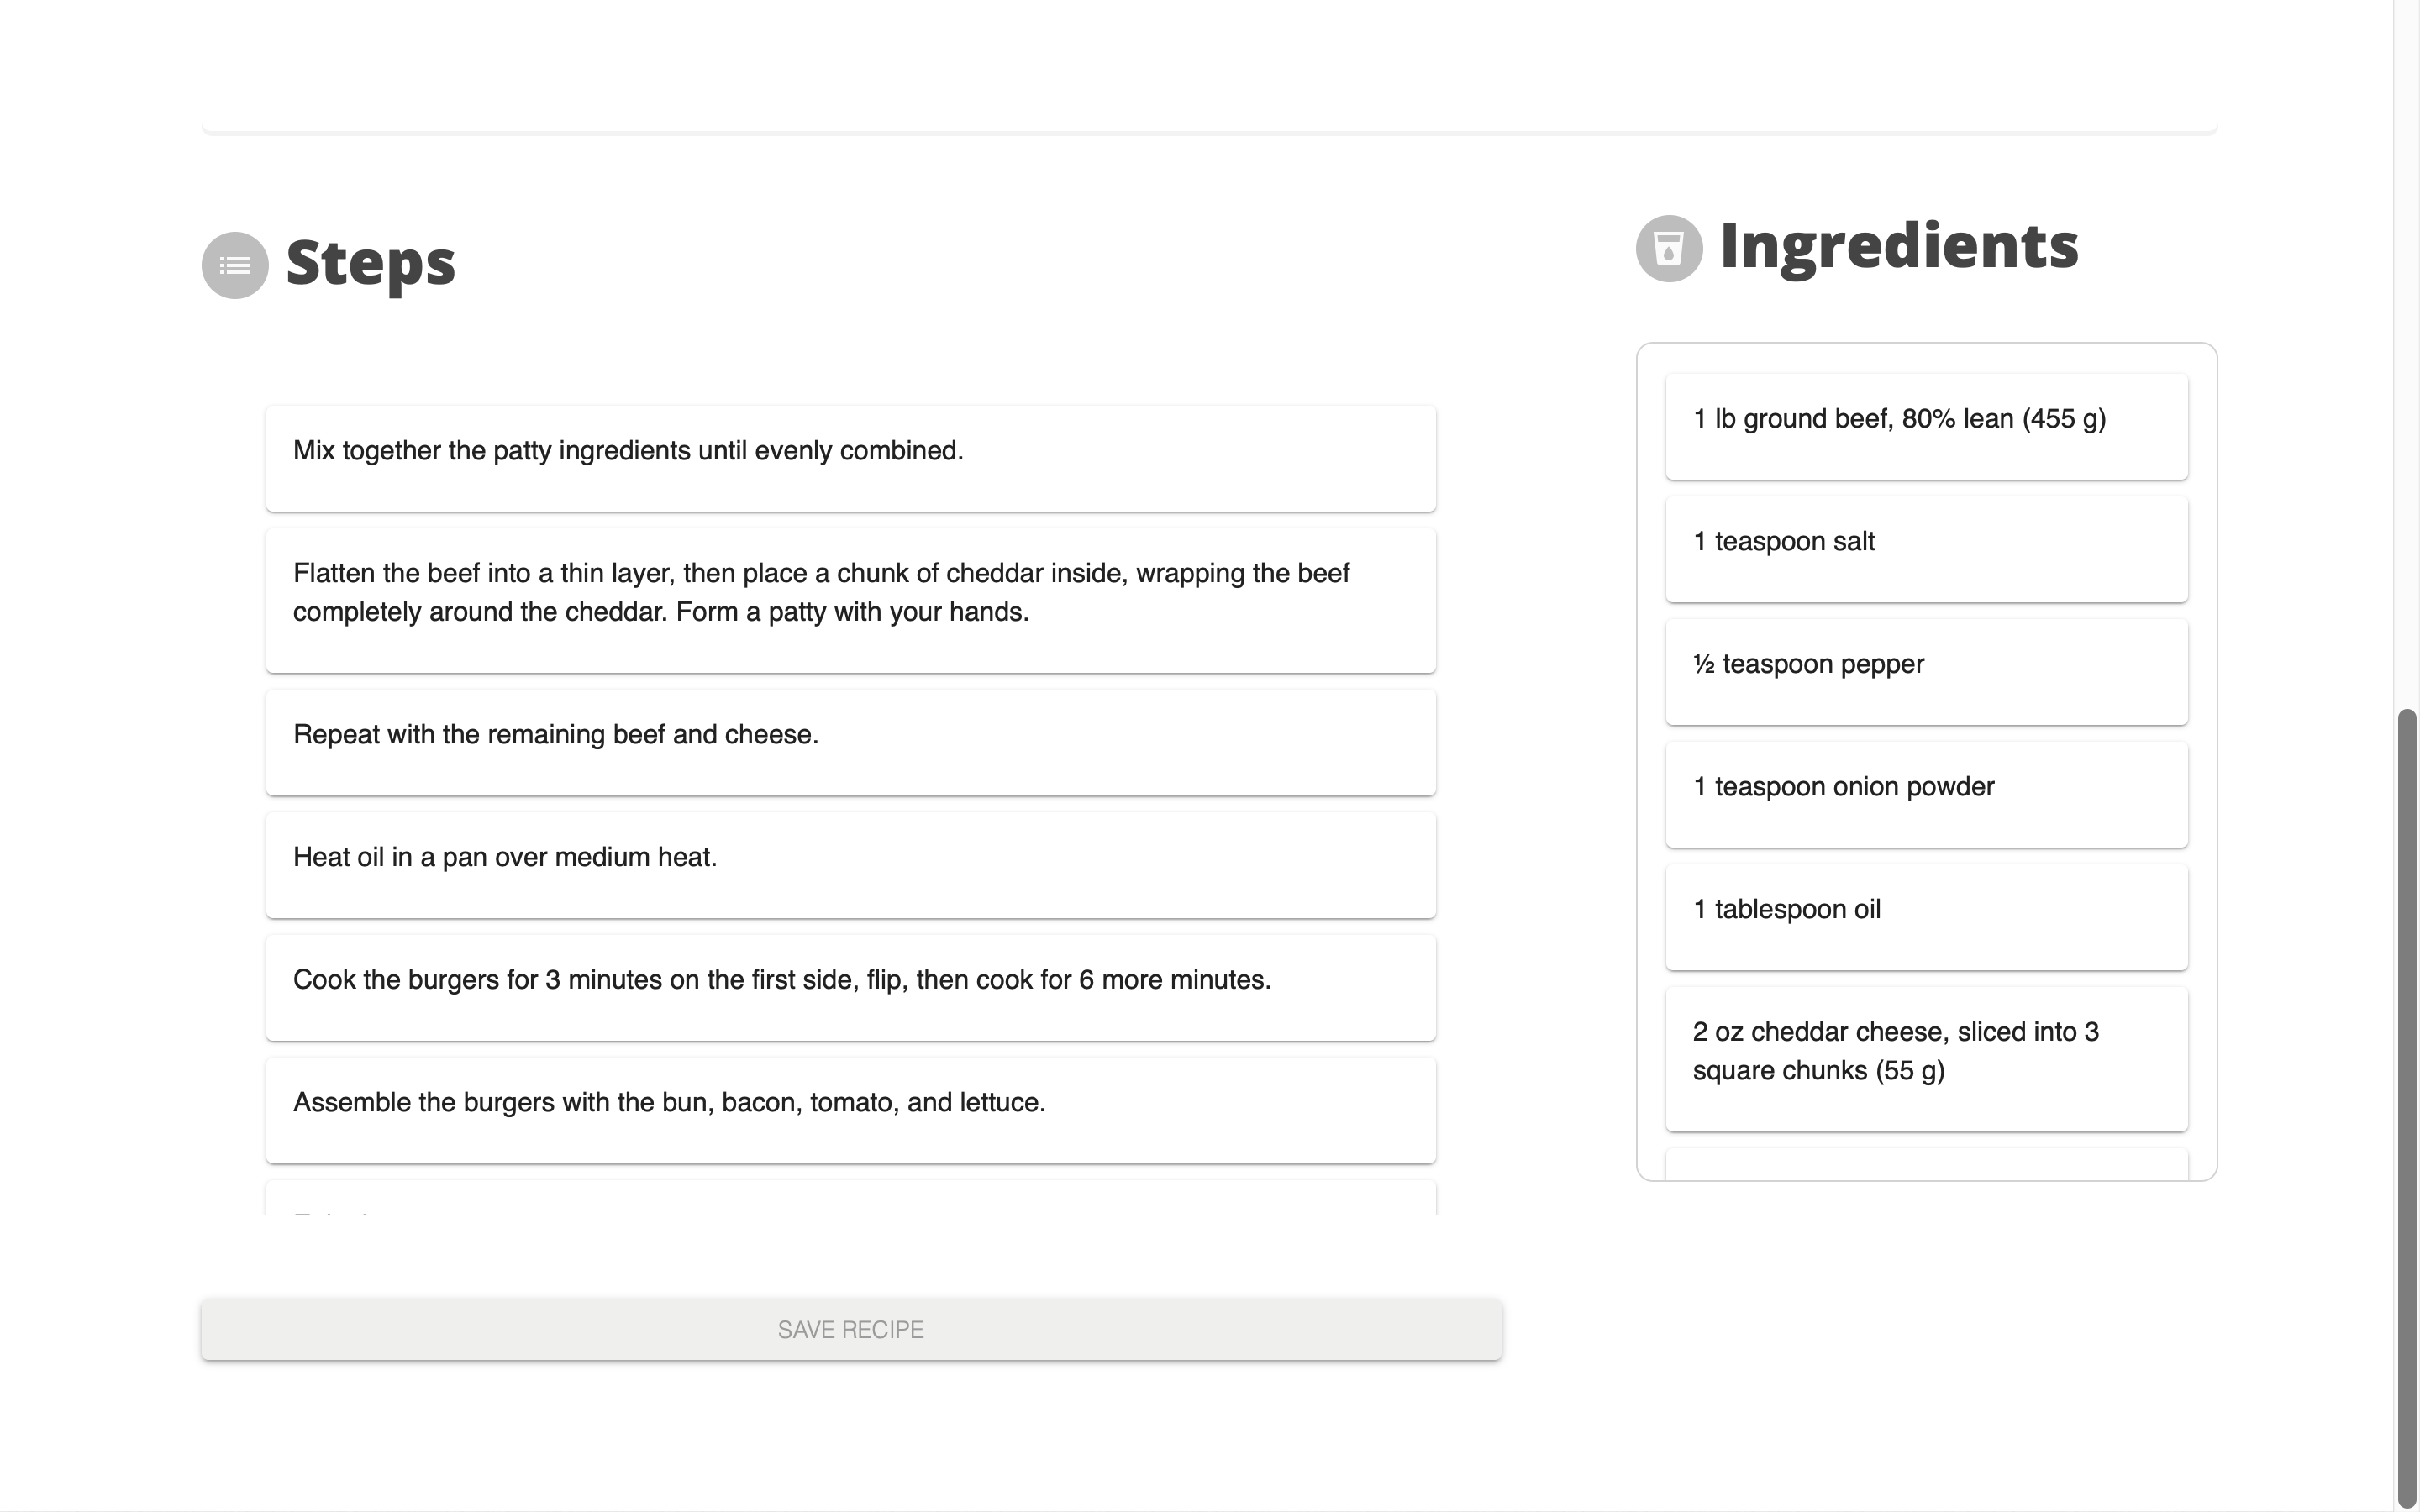 Steps
Mix together the patty ingredients until evenly combined.
Flatten the beef into a thin layer, then place a chunk of cheddar inside, wrapping the beef
completely around the cheddar. Form a patty with your hands.
Repeat with the remaining beef and cheese.
Heat oil in a pan over medium heat.
Cook the burgers for 3 minutes on the first side, flip, then cook for 6 more minutes.
Assemble the burgers with the bun, bacon, tomato, and lettuce.
SAVE RECIPE
Ingredients
1 lb ground beef, 80% lean (455 g)
1 teaspoon salt
½ teaspoon pepper
1 teaspoon onion powder
1 tablespoon oil
2 oz cheddar cheese, sliced into 3
square chunks (55 g)